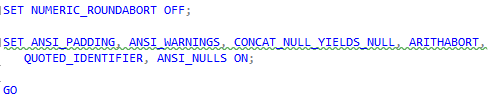 SET NUMERIC_ROUNDABORT OFF;
SET ANSI_PADDING, ANSI_WARNINGS, CONCAT_NULL_YIELDS_NULL, ARITHABORT,
QUOTED_IDENTIFIER, ANSI_NULLS ON;
GO